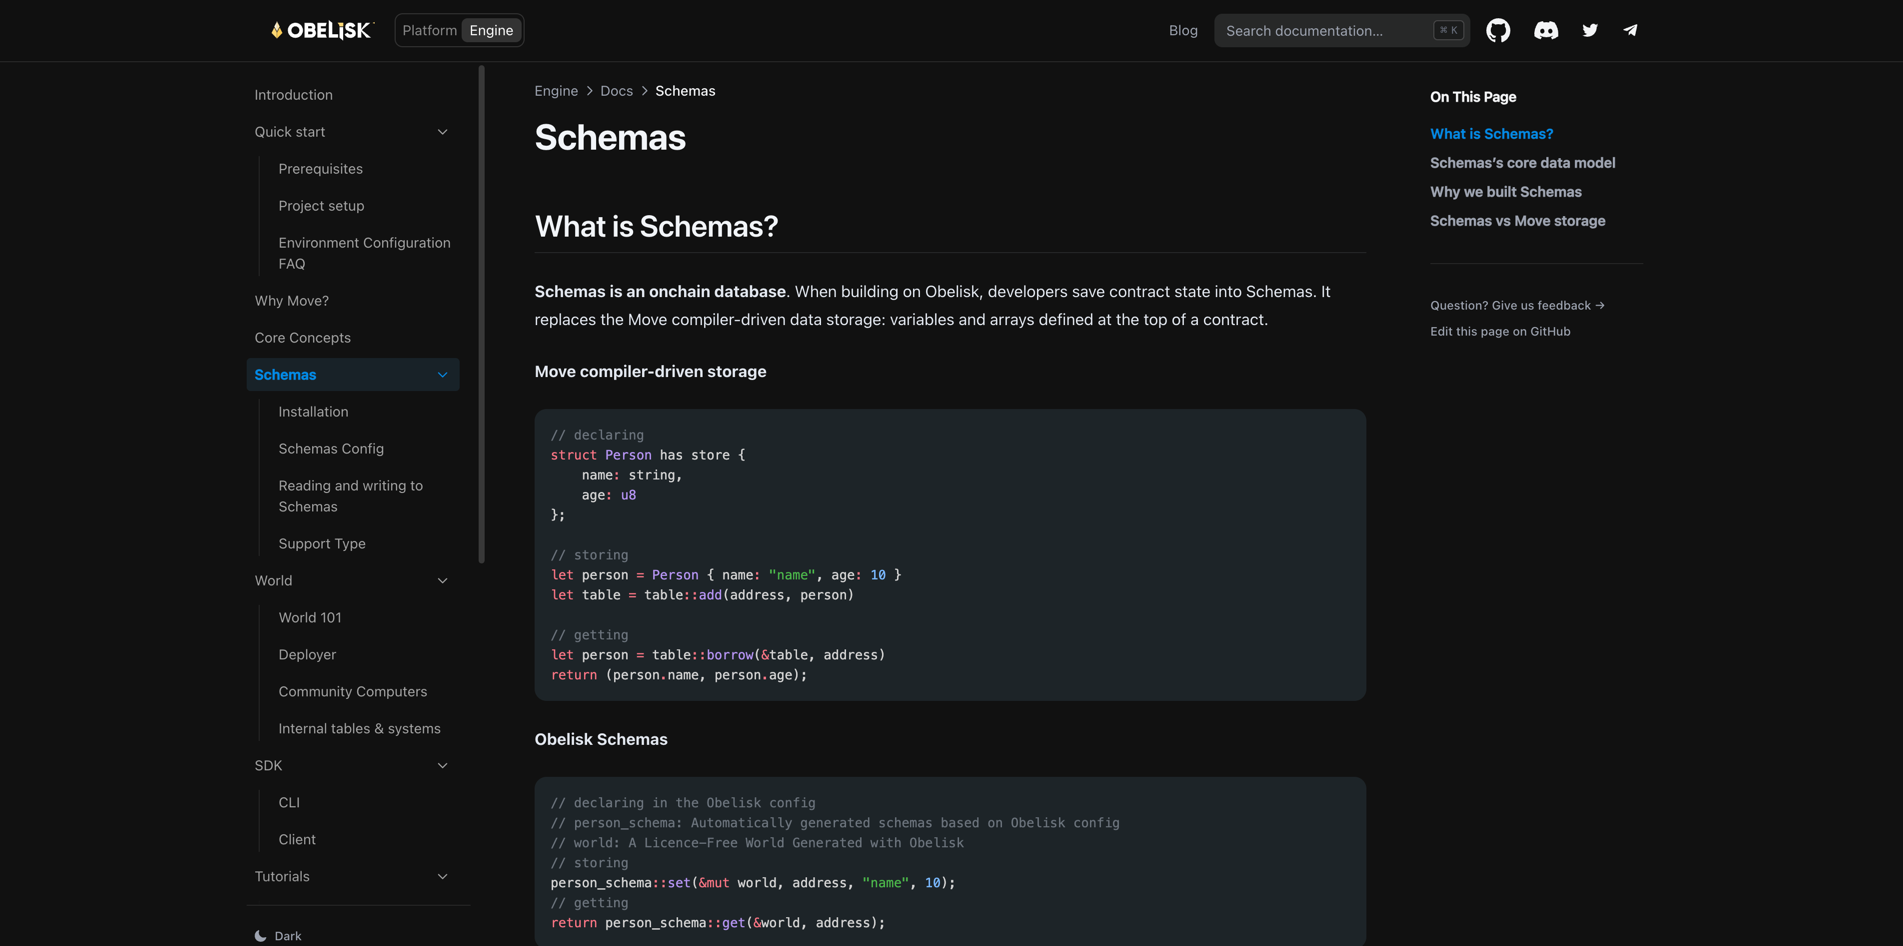 OBELISK
Platform Engine
Blog
Search documentation...
⌘ K
Introduction
Quick start
Prerequisites
Project setup
Environment Configuration
FAQ
Why Move?
Core Concepts
Schemas
Installation
Schemas Config
Reading and writing to
Schemas
Support Type
World
World 101
Deployer
Community Computers
Internal tables & systems
SDK
CLI
Client
Tutorials
Dark
Engine > Docs > Schemas
Schemas
What is Schemas?
Schemas is an onchain database. When building on Obelisk, developers save contract state into Schemas. It
replaces the Move compiler-driven data storage: variables and arrays defined at the top of a contract.
Move compiler-driven storage
// declaring
struct Person has store {
    name: string,
    age: u8
};
// storing
let person = Person { name: "name", age: 10 }
let table = table::add(address, person)
// getting
let person = table::borrow(&table, address)
return (person.name, person.age);
Obelisk Schemas
// declaring in the Obelisk config
// person_schema: Automatically generated schemas based on Obelisk config
// world: A Licence-Free World Generated with Obelisk
// storing
person_schema::set(&mut world, address, "name", 10);
// getting
return person_schema::get(&world, address);
On This Page
What is Schemas?
Schemas's core data model
Why we built Schemas
Schemas vs Move storage
Question? Give us feedback →
Edit this page on GitHub